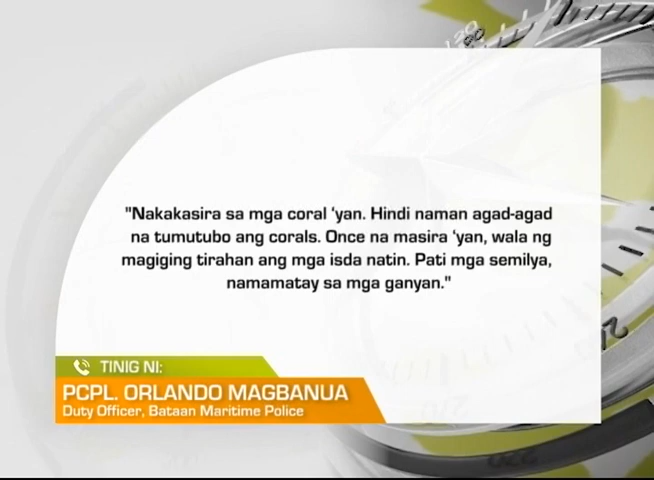 "Nakakasira sa mga coral ‘yan. Hindi naman agad-agad
na tumutubo ang corals. Once na masira ‘yan, wala ng
magiging tirahan ang mga isda natin. Pati mga semilya,
namamatay sa mga ganyan."
TINIG NI:
PCPL. ORLANDO MAGBANUA
Duty Officer, Bataan Maritime Police